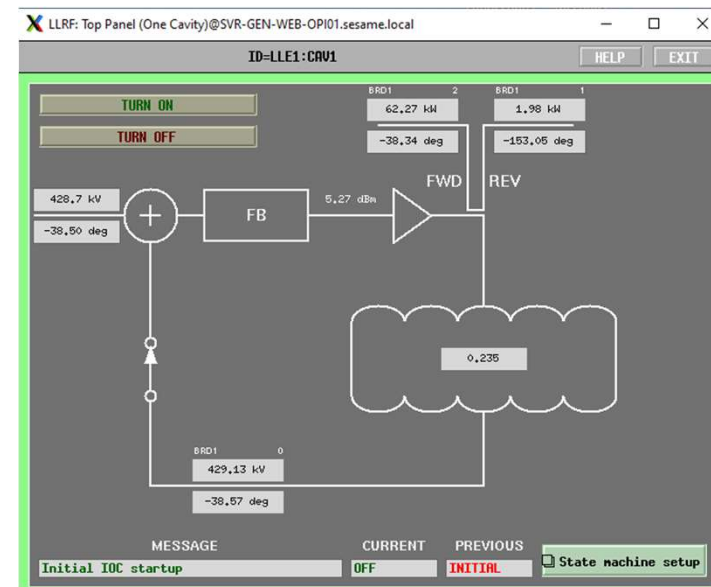 LLRF: Top Panel (One Cavity)@SVR-GEN-WEB-OPI01.sesame.local
ID=LLE1:CAV1
HELP
EXIT
TURN ON
TURN OFF
BRD1 2
62.27 kW
-38.34 deg
BRD1 1
1.98 kW
-153.05 deg
FWD
REV
428.7 kV
-38.50 deg
+
FB
5.27 dBm
0.235
BRD1 0
429.13 kV
-38.57 deg
MESSAGE
Initial IOC startup
CURRENT
OFF
PREVIOUS
INITIAL
State machine setup